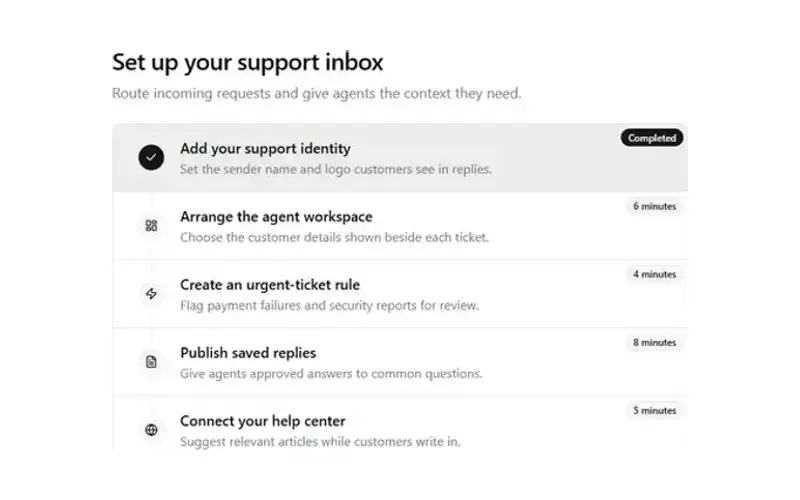 Set up your support inbox
Route incoming requests and give agents the context they need.
Completed
Add your support identity
Set the sender name and logo customers see in replies.
6 minutes
Arrange the agent workspace
Choose the customer details shown beside each ticket.
4 minutes
Create an urgent-ticket rule
Flag payment failures and security reports for review.
8 minutes
Publish saved replies
Give agents approved answers to common questions.
5 minutes
Connect your help center
Suggest relevant articles while customers write in.